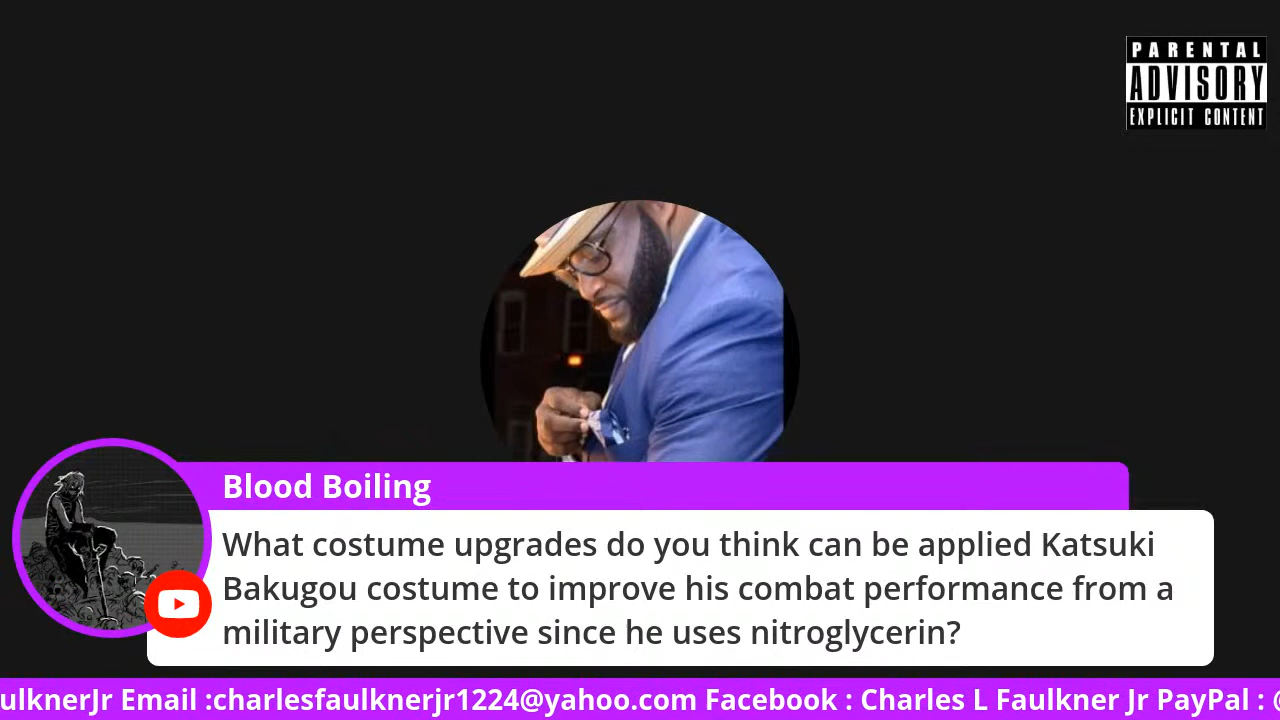 PARENTAL
ADVISORY
EXPLICIT CONTENT
Blood Boiling
What costume upgrades do you think can be applied Katsuki
Bakugou costume to improve his combat performance from a
military perspective since he uses nitroglycerin?
ulknerJr Email :charlesfaulknerjr1224@yahoo.com Facebook : Charles L Faulkner Jr PayPal :